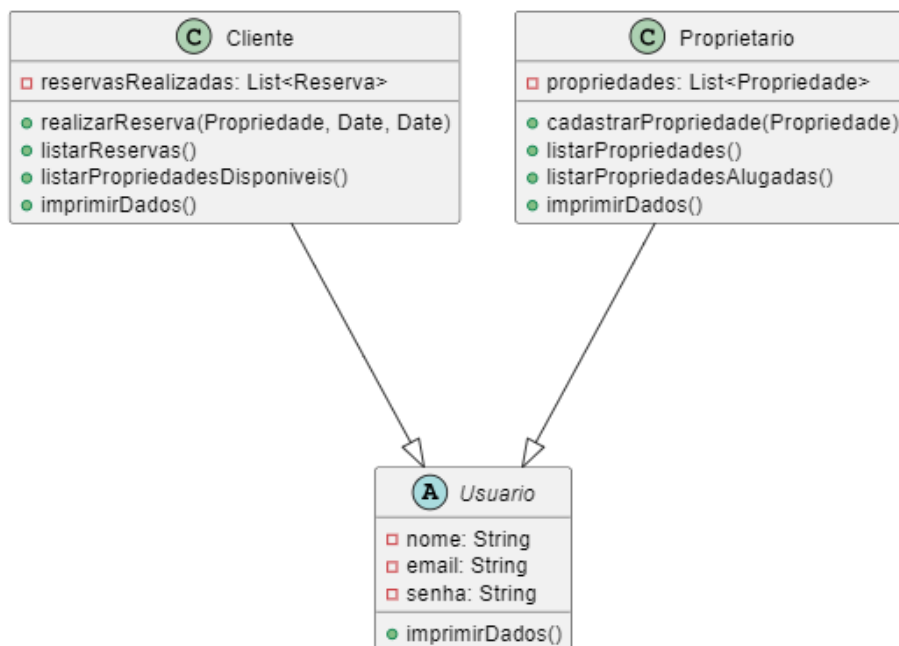 C Cliente
reservasRealizadas: List<Reserva>
realizarReserva(Propriedade, Date, Date)
listarReservas()
listarPropriedadesDisponiveis()
imprimirDados()
C Proprietario
propriedades: List<Propriedade>
cadastrarPropriedade(Propriedade)
listarPropriedades()
listarPropriedadesAlugadas()
imprimirDados()
A Usuario
nome: String
email: String
senha: String
imprimirDados()